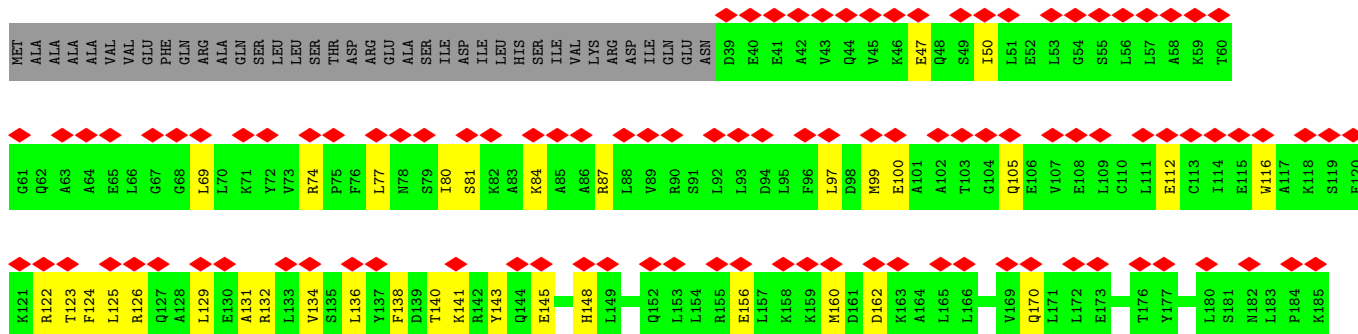 MET ALA ALA ALA ALA VAL VAL GLU PHE GLN ARG ALA GLN SER LEU LEU SER THR ASP ARG GLU ALA SER ILE ASP ILE LEU HIS SER ILE VAL LYS ARG ASP ILE GLN GLU ASN D39 E40 E41 A42 V43 Q44 V45 K46 E47 Q48 S49 I50 L51 E52 L53 G54 S55 L56 L57 A58 K59 T60
G61 Q62 A63 A64 E65 L66 G67 G68 L69 L70 K71 Y72 V73 R74 P75 F76 L77 N78 S79 I80 S81 K82 A83 K84 A85 A86 R87 L88 V89 R90 S91 L92 L93 D94 L95 F96 L97 D98 M99 E100 A101 A102 T103 G104 Q105 E106 V107 E108 L109 C110 L111 E112 C113 I114 E115 W116 A117 K118 S119
K121 R122 T123 F124 L125 R126 Q127 A128 L129 E130 A131 R132 L133 V134 S135 L136 Y137 F138 D139 T140 K141 R142 Y143 Q144 E145 H148 L149 Q152 L153 L154 R155 E156 L157 K158 K159 M160 D161 D162 K163 A164 L165 L166 V169 Q170 L171 L172 E173 T176 Y177 L180 S181 N182 L183 P184 K185